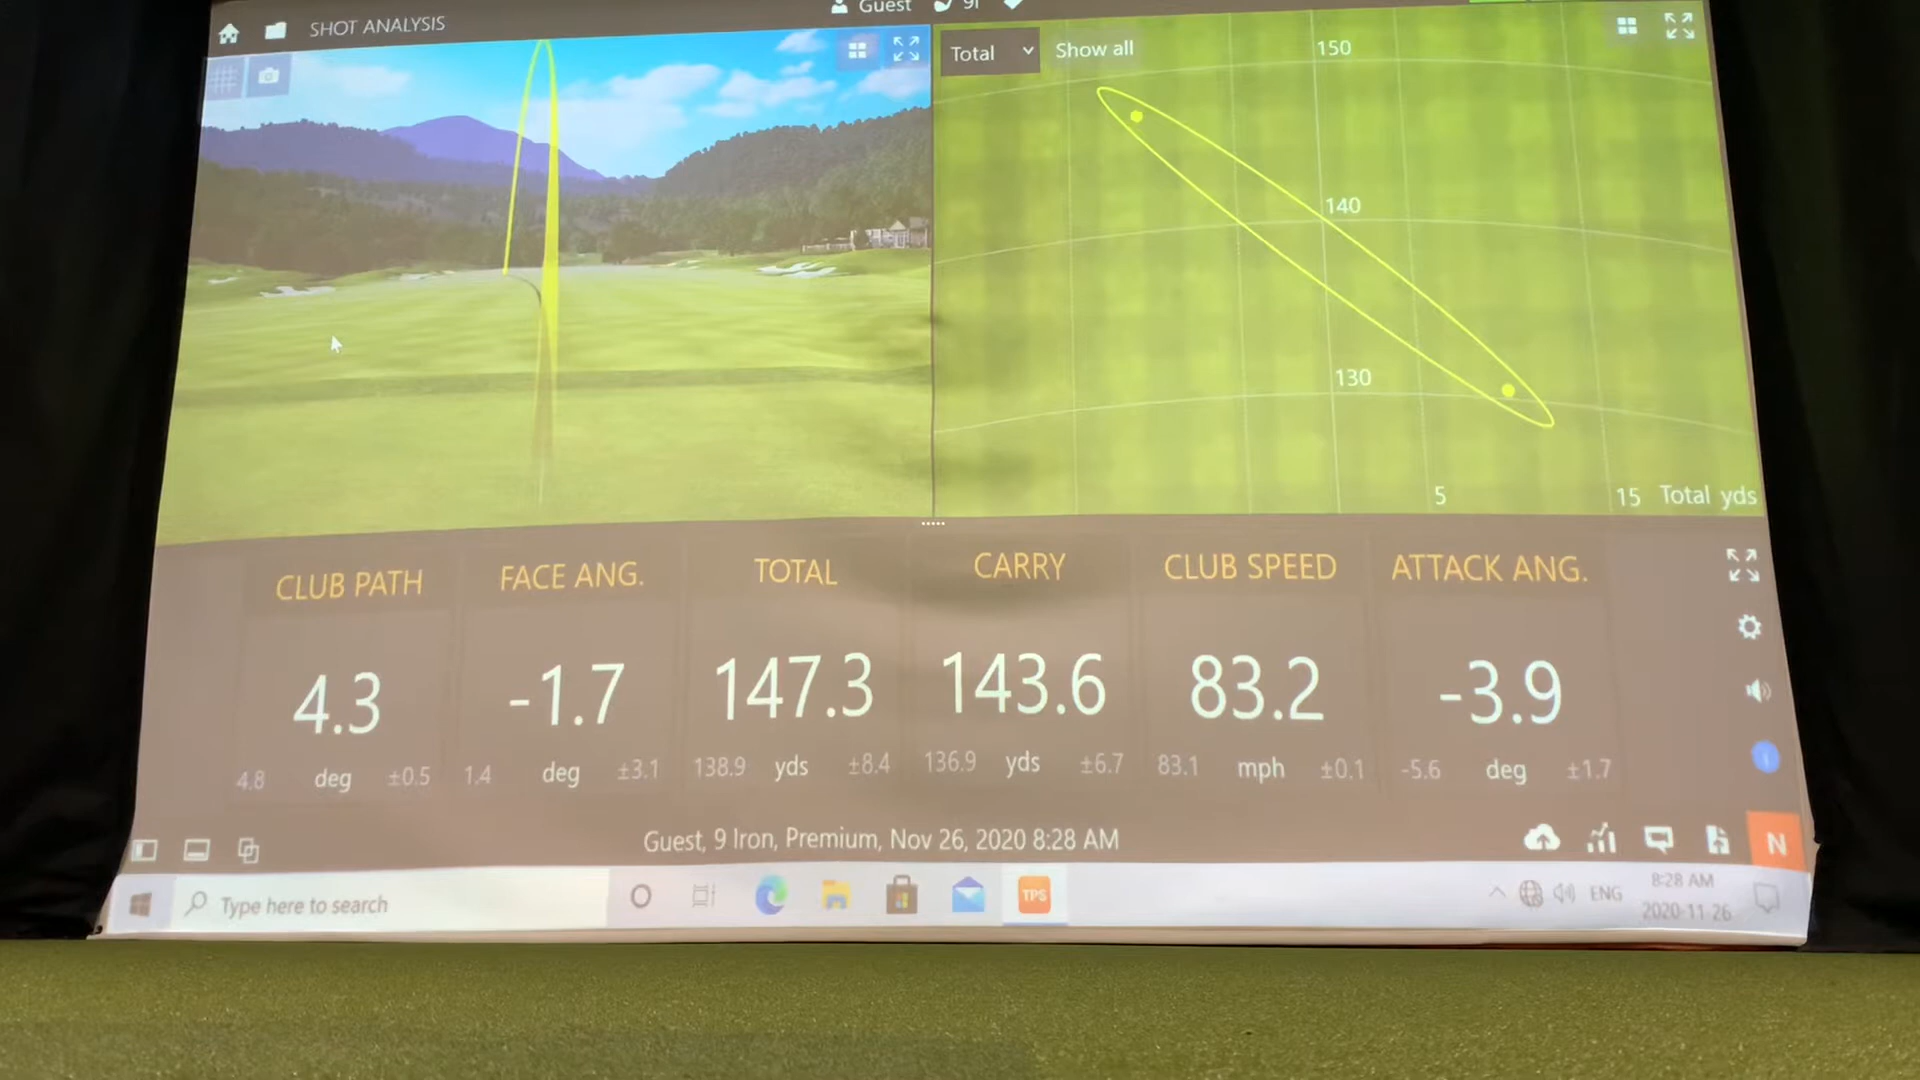 Guest 9I
SHOT ANALYSIS
Total Show all
150
140
130
5 15 Total yds
CLUB PATH FACE ANG. TOTAL CARRY CLUB SPEED ATTACK ANG.
4.3 -1.7 147.3 143.6 83.2 -3.9
4.8 deg ±0.5 1.4 deg ±3.1 138.9 yds ±8.4 136.9 yds ±6.7 83.1 mph ±0.1 -5.6 deg ±1.7
Guest, 9 Iron, Premium, Nov 26, 2020 8:28 AM
N
Type here to search
TPS
ENG
8:28 AM
2020-11-26